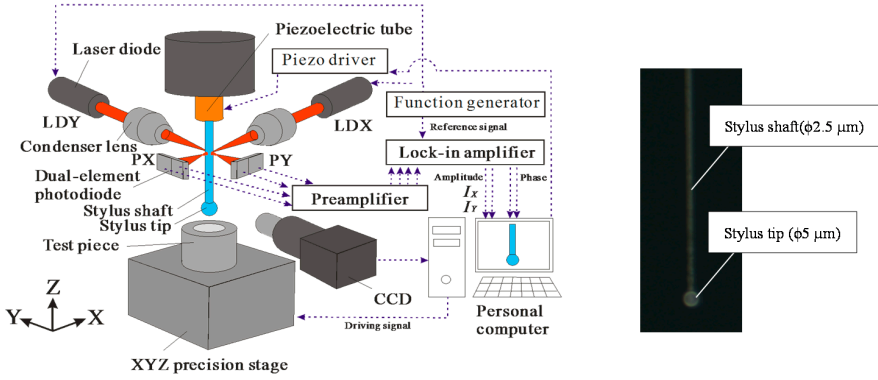 Piezoelectric tube
Laser diode
Piezo driver
Function generator
LDY
LDX
Reference signal
Condenser lens
PX
PY
Lock-in amplifier
Dual-element
photodiode
Amplitude
Phase
Preamplifier
I_X
I_Y
Stylus shaft
Stylus tip
Test piece
CCD
Personal
computer
Driving signal
Z
Y
X
XYZ precision stage
Stylus shaft(ϕ2.5 μm)
Stylus tip (ϕ5 μm)